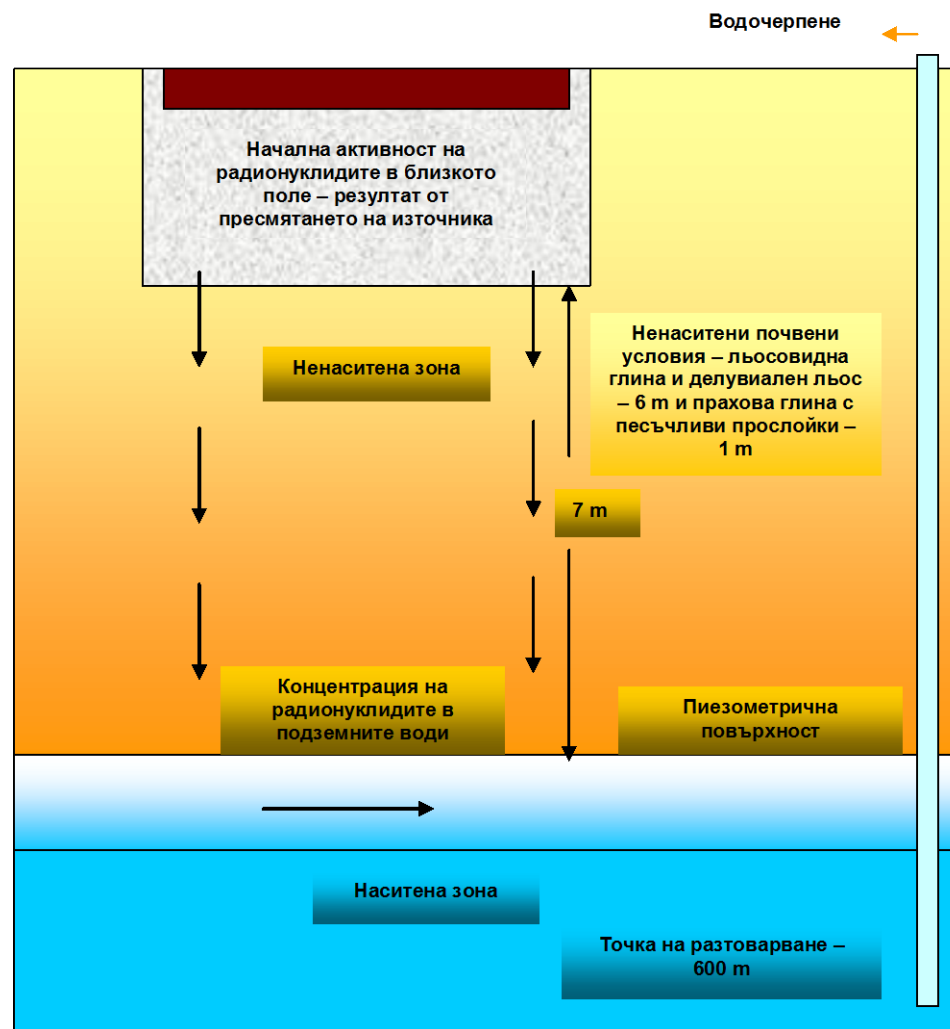 Водочерпене
Начална активност на
радионуклидите в близкото
поле – резултат от
пресмятането на източника
Ненаситени почвени
условия – льосовидна
глина и делувиален льос
– 6 m и прахова глина с
песъчливи прослойки –
1 m
Ненаситена зона
7 m
Концентрация на
радионуклидите в
подземните води
Пиезометрична
повърхност
Наситена зона
Точка на разтоварване –
600 m